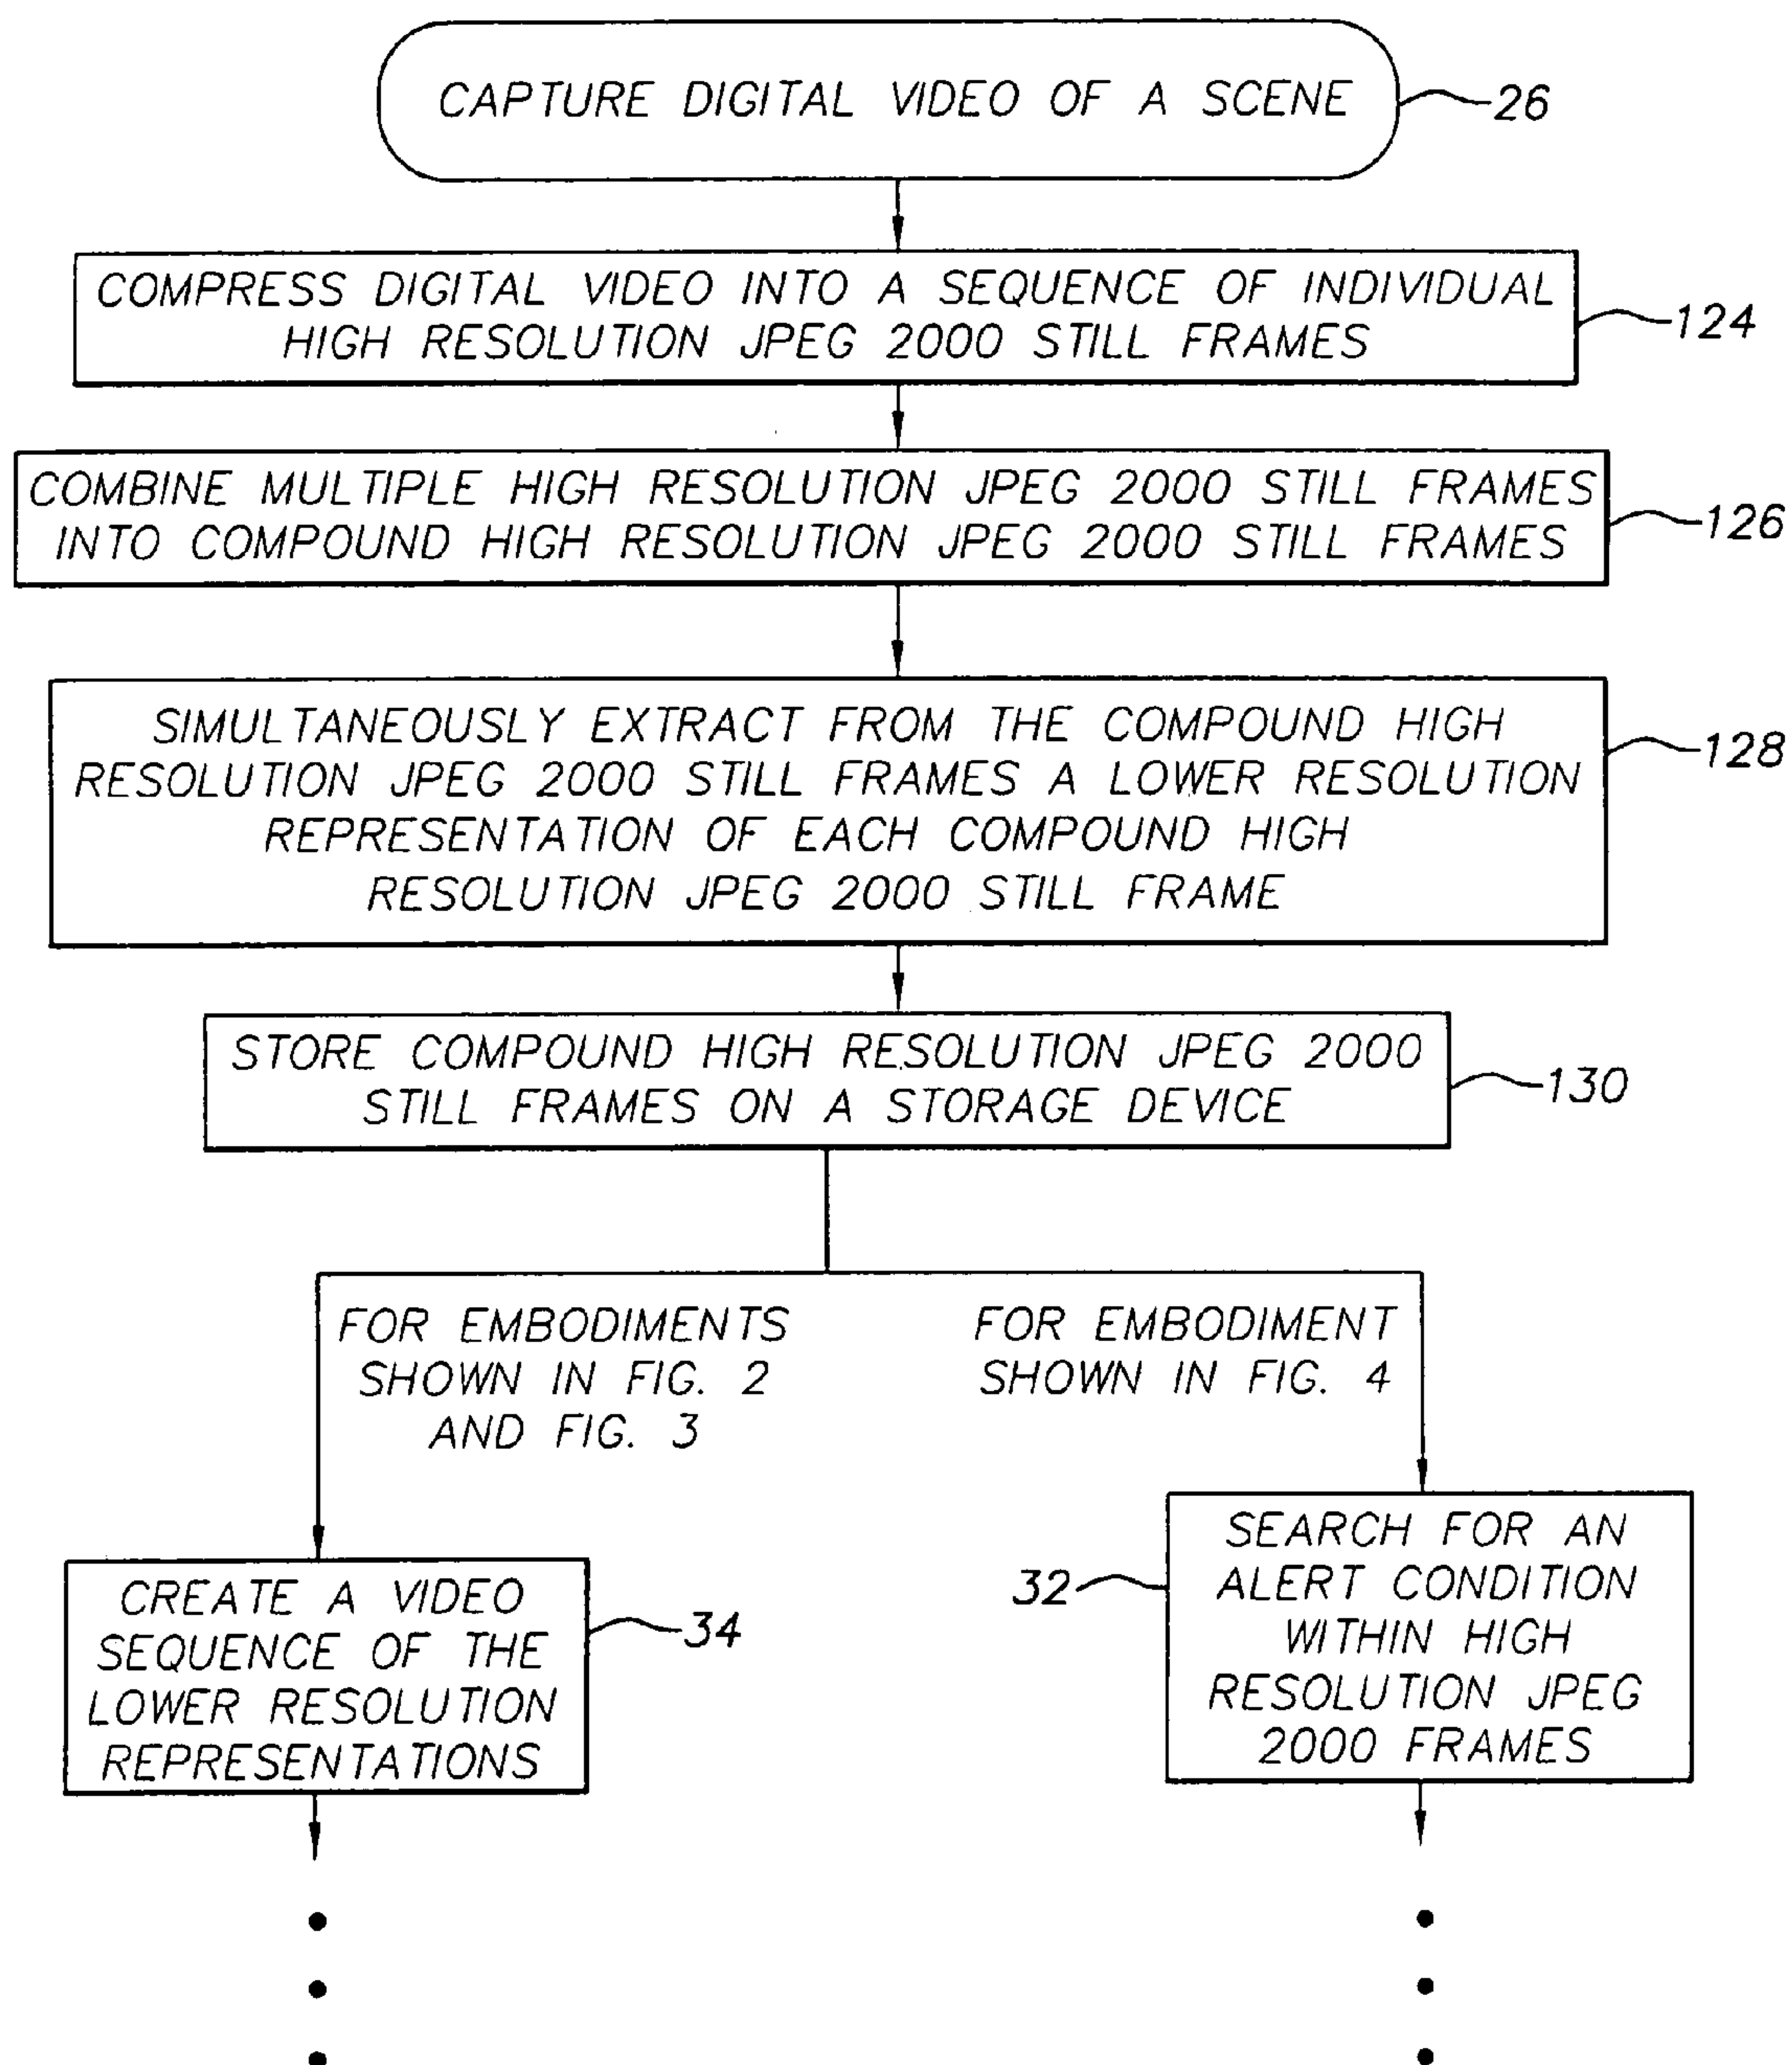 CAPTURE DIGITAL VIDEO OF A SCENE
26
COMPRESS DIGITAL VIDEO INTO A SEQUENCE OF INDIVIDUAL
HIGH RESOLUTION JPEG 2000 STILL FRAMES
124
COMBINE MULTIPLE HIGH RESOLUTION JPEG 2000 STILL FRAMES
INTO COMPOUND HIGH RESOLUTION JPEG 2000 STILL FRAMES
126
SIMULTANEOUSLY EXTRACT FROM THE COMPOUND HIGH
RESOLUTION JPEG 2000 STILL FRAMES A LOWER RESOLUTION
REPRESENTATION OF EACH COMPOUND HIGH
RESOLUTION JPEG 2000 STILL FRAME
128
STORE COMPOUND HIGH RESOLUTION JPEG 2000
STILL FRAMES ON A STORAGE DEVICE
130
FOR EMBODIMENTS
SHOWN IN FIG. 2
AND FIG. 3
FOR EMBODIMENT
SHOWN IN FIG. 4
CREATE A VIDEO
SEQUENCE OF THE
LOWER RESOLUTION
REPRESENTATIONS
34
32
SEARCH FOR AN
ALERT CONDITION
WITHIN HIGH
RESOLUTION JPEG
2000 FRAMES